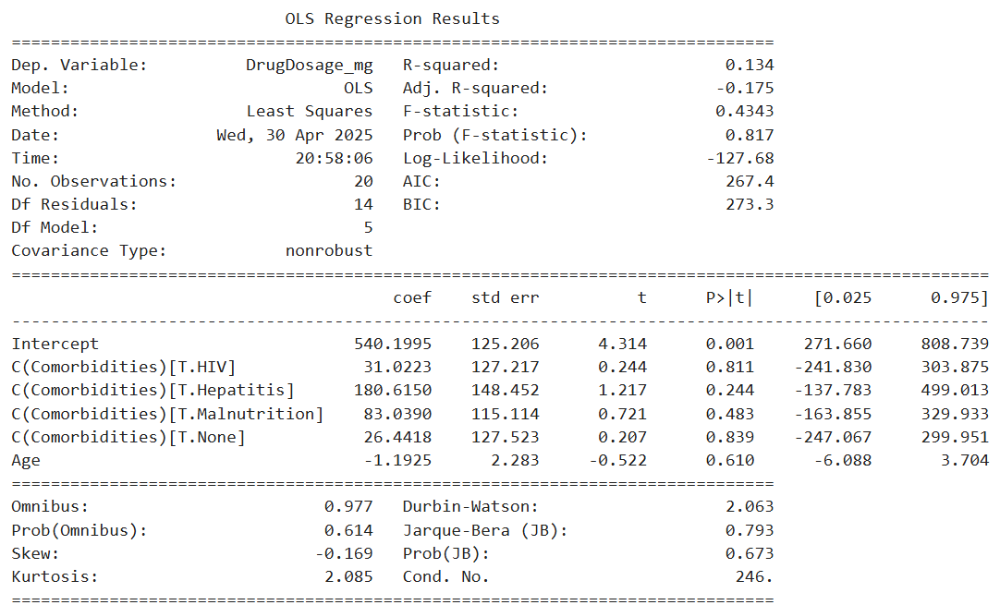 OLS Regression Results
==============================================================================
Dep. Variable:          DrugDosage_mg   R-squared:                       0.134
Model:                            OLS   Adj. R-squared:                 -0.175
Method:                 Least Squares   F-statistic:                    0.4343
Date:                Wed, 30 Apr 2025   Prob (F-statistic):              0.817
Time:                        20:58:06   Log-Likelihood:                -127.68
No. Observations:                  20   AIC:                             267.4
Df Residuals:                      14   BIC:                             273.3
Df Model:                           5
Covariance Type:            nonrobust
====================================================================================================
                                       coef    std err          t      P>|t|      [0.025      0.975]
----------------------------------------------------------------------------------------------------
Intercept                          540.1995    125.206      4.314      0.001     271.660     808.739
C(Comorbidities)[T.HIV]             31.0223    127.217      0.244      0.811    -241.830     303.875
C(Comorbidities)[T.Hepatitis]      180.6150    148.452      1.217      0.244    -137.783     499.013
C(Comorbidities)[T.Malnutrition]    83.0390    115.114      0.721      0.483    -163.855     329.933
C(Comorbidities)[T.None]            26.4418    127.523      0.207      0.839    -247.067     299.951
Age                                 -1.1925      2.283     -0.522      0.610      -6.088       3.704
==============================================================================
Omnibus:                        0.977   Durbin-Watson:                   2.063
Prob(Omnibus):                  0.614   Jarque-Bera (JB):                0.793
Skew:                          -0.169   Prob(JB):                        0.673
Kurtosis:                       2.085   Cond. No.                         246.
==============================================================================